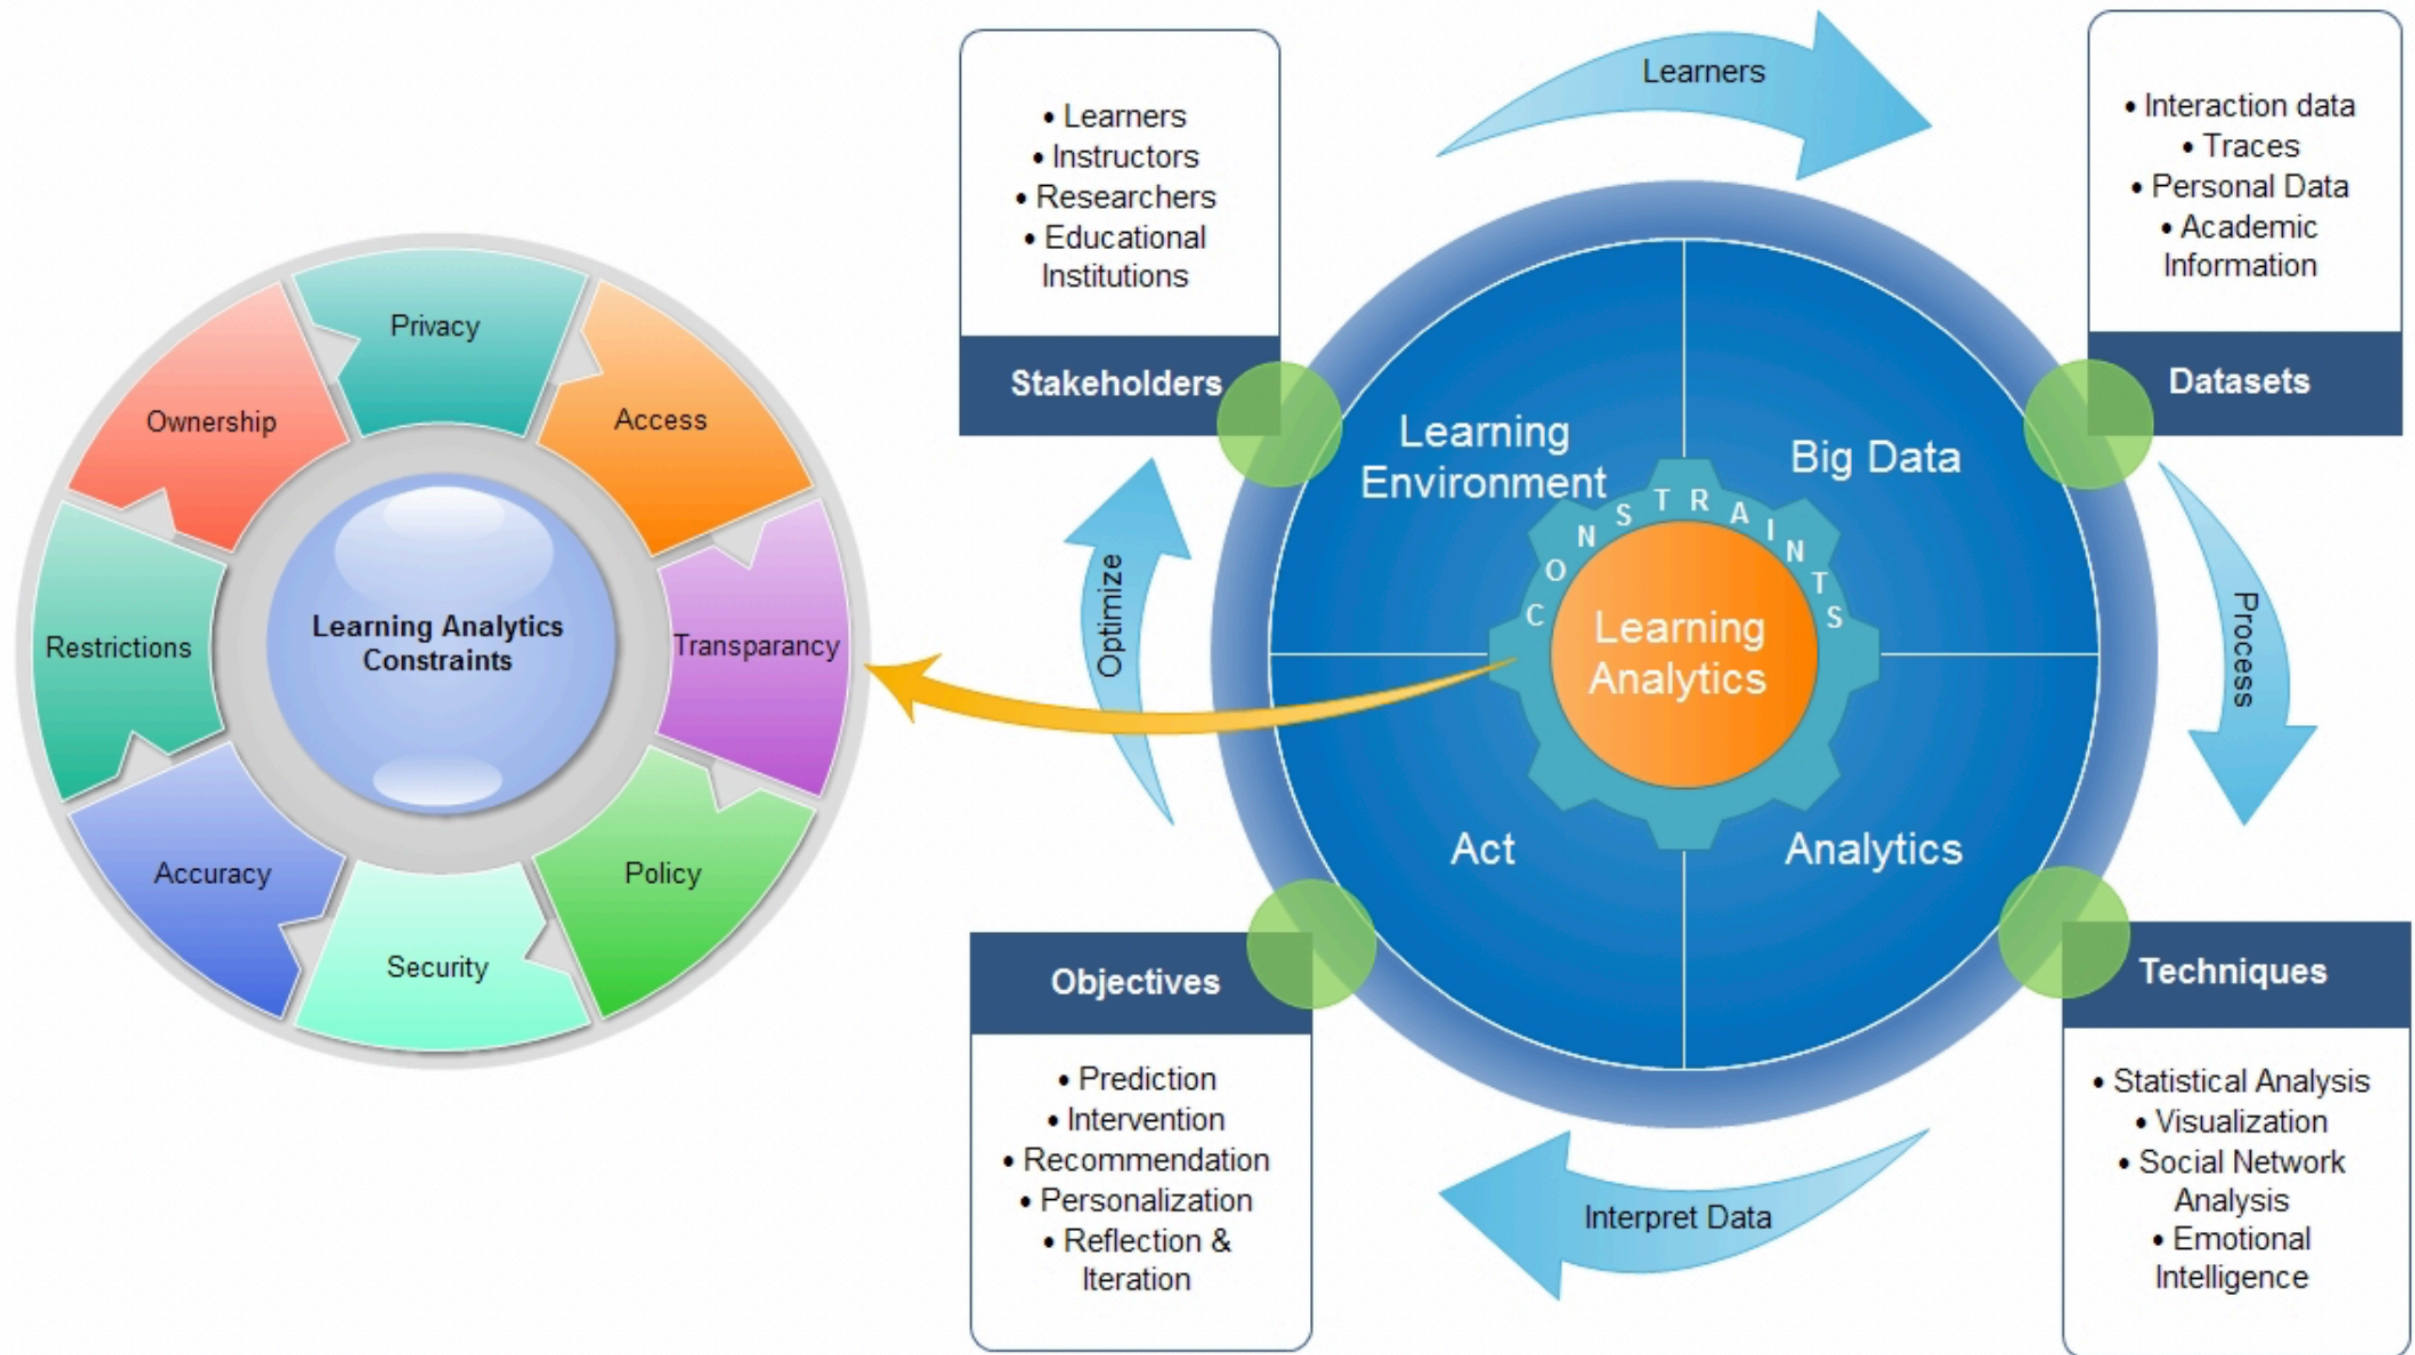 Privacy
Access
Transparancy
Policy
Security
Accuracy
Restrictions
Ownership
Learning Analytics
Constraints
• Learners
• Instructors
• Researchers
• Educational
Institutions
Stakeholders
Learners
• Interaction data
• Traces
• Personal Data
• Academic
Information
Datasets
Learning
Environment
Big Data
CONSTRAINTS
Learning
Analytics
Act
Analytics
Optimize
Process
Objectives
• Prediction
• Intervention
• Recommendation
• Personalization
• Reflection &
Iteration
Interpret Data
Techniques
• Statistical Analysis
• Visualization
• Social Network
Analysis
• Emotional
Intelligence